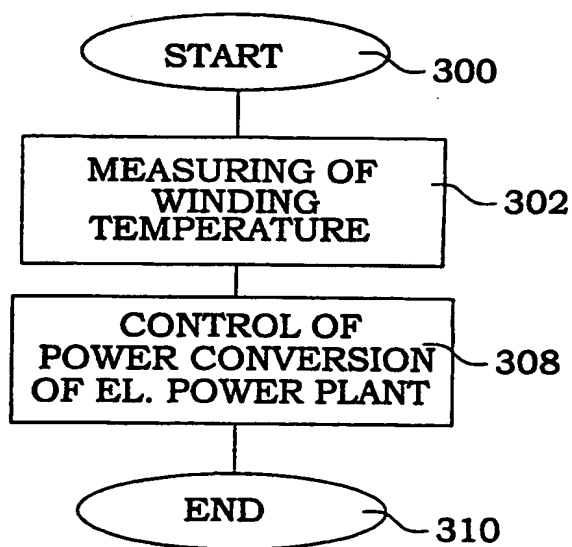 START
300
MEASURING OF
WINDING
TEMPERATURE
302
CONTROL OF
POWER CONVERSION
OF EL. POWER PLANT
308
END
310